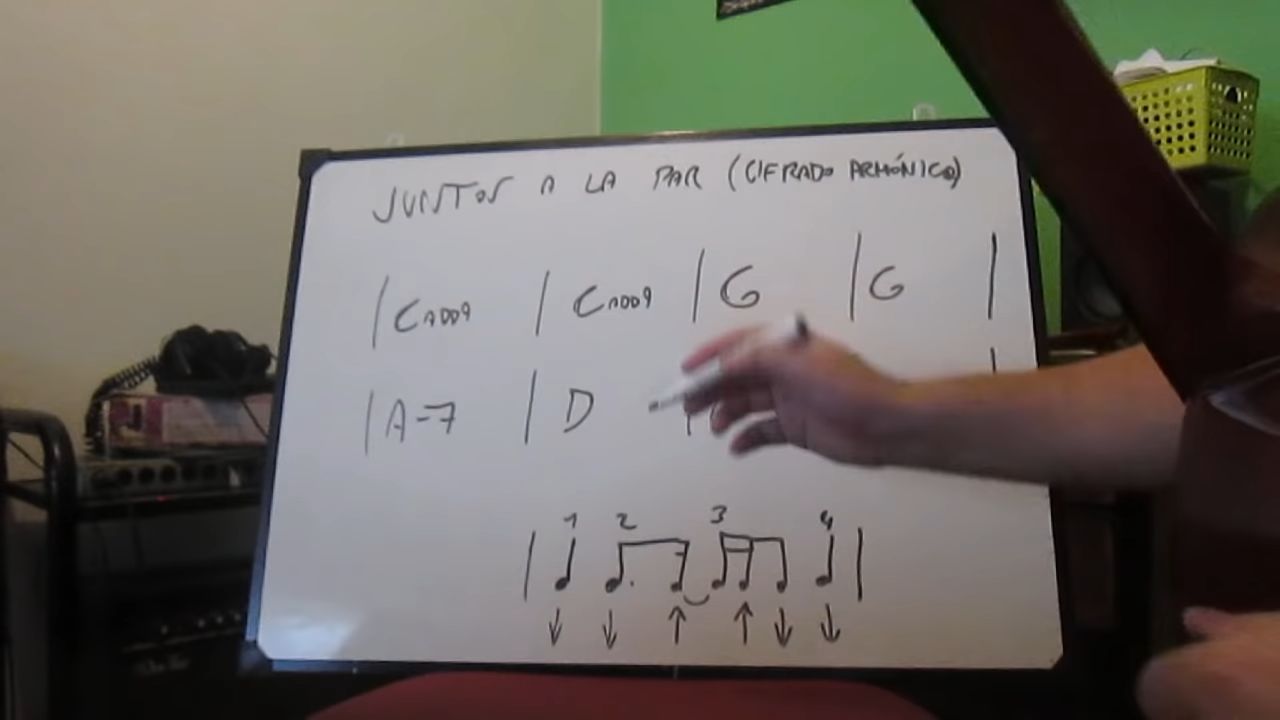 JUNTOS A LA PAR (CIFRADO ARMÓNICO)
| CADD9 | CADD9 | G | G |
| A-7 | D |
1 2 3 4